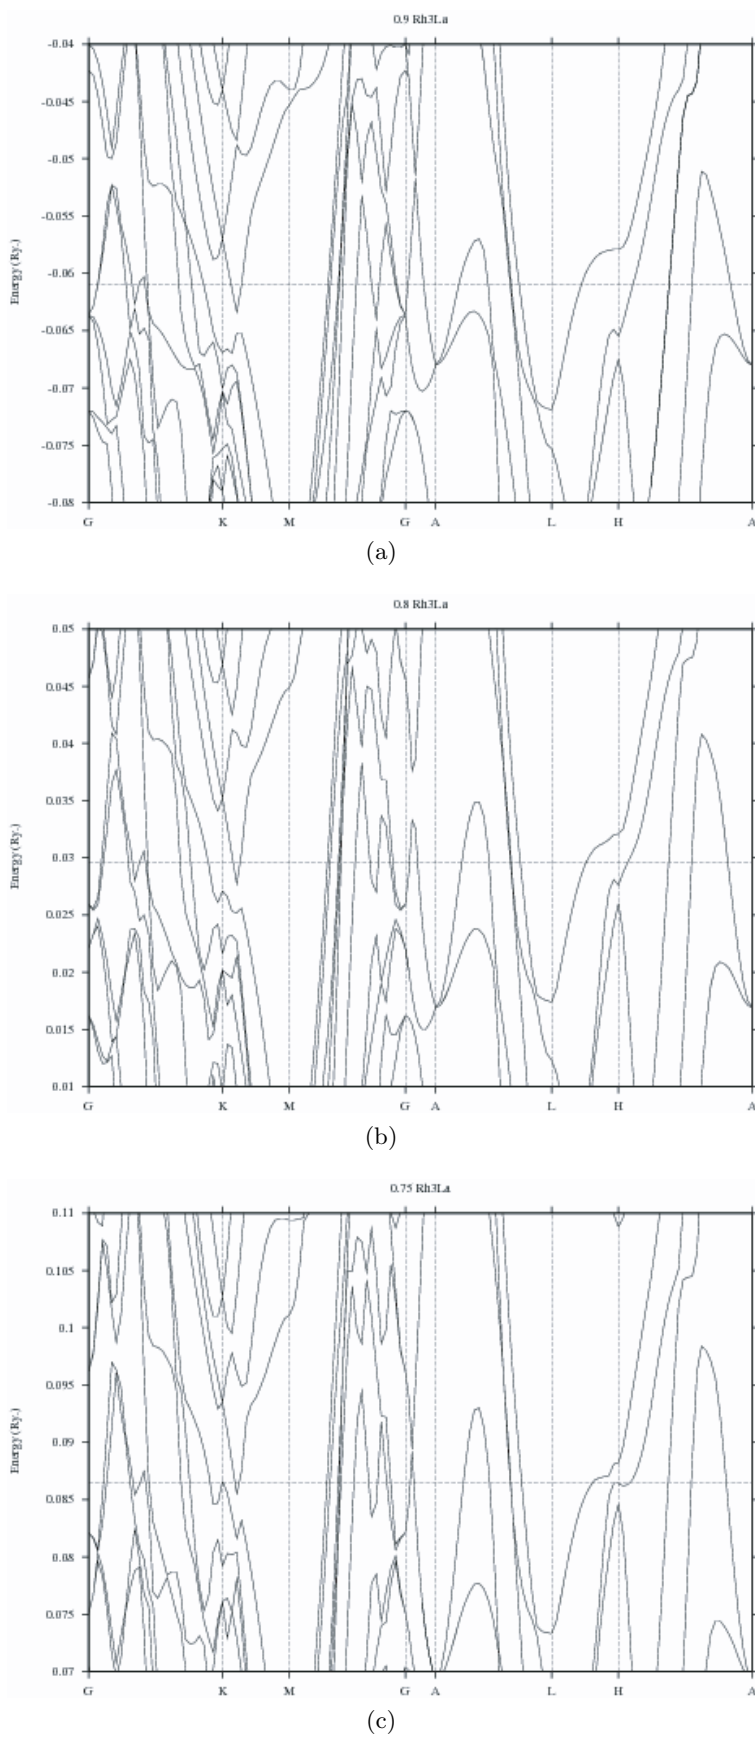 0.9 Rh3La
-0.04
-0.045
-0.05
-0.055
-0.06
-0.065
-0.07
-0.075
-0.08
Energy (Ry.)
G K M G A L H A
(a)
0.8 Rh3La
0.05
0.045
0.04
0.035
0.03
0.025
0.02
0.015
0.01
Energy (Ry.)
G K M G A L H A
(b)
0.75 Rh3La
0.11
0.105
0.1
0.095
0.09
0.085
0.08
0.075
0.07
Energy (Ry.)
G K M G A L H A
(c)